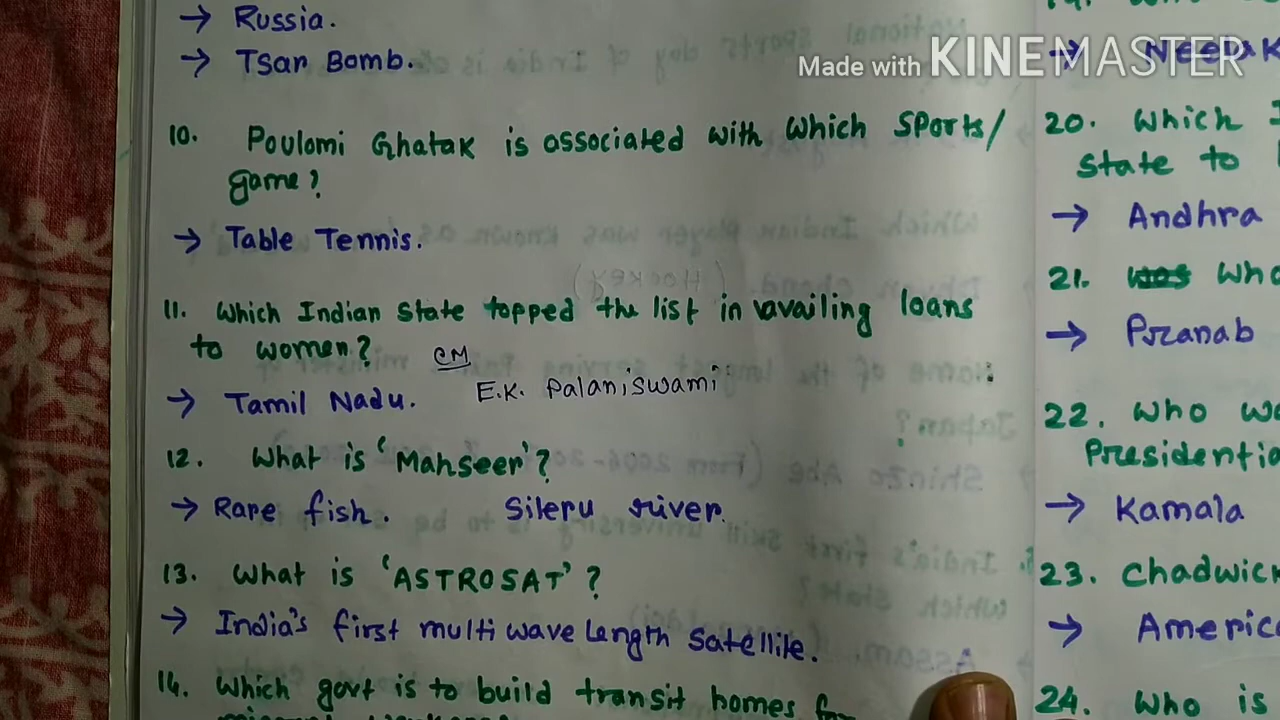 → Russia.
→ Tsar Bomb.
10. Poulomi Ghatak is associated with which sports/
game?
→ Table Tennis.
11. Which Indian State topped the list in availing loans
to women?
CM
→ Tamil Nadu. E.K. Palaniswami
12. What is 'Mahseer'?
→ Rare fish. Sileru river.
13. What is 'ASTROSAT'?
→ India's first multi wave length satellite.
14. Which govt is to build transit homes for
Made with KINEMASTER
→ Neelak
20. Which I
state to
→ Andhra
21. Who
→ Pranab
22. Who w
Presidentia
→ Kamala
23. Chadwick
→ America
24. Who is